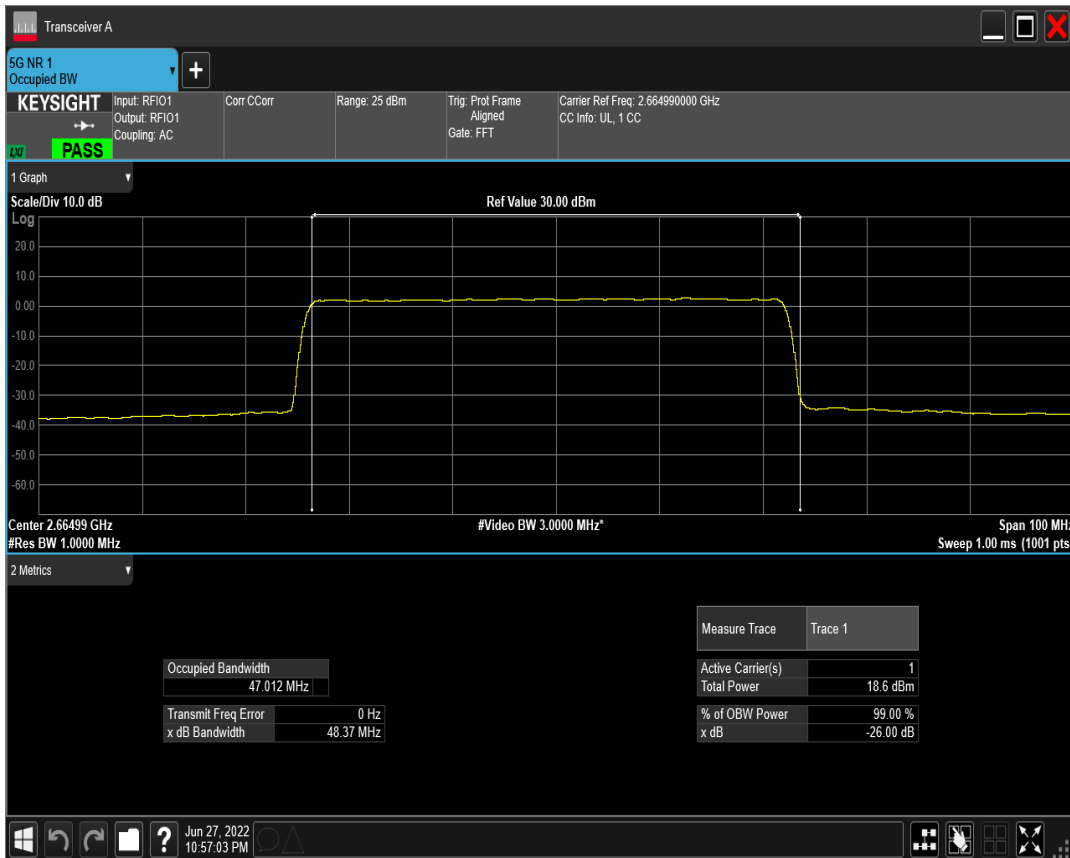 Transceiver A
5G NR 1
Occupied BW
+
KEYSIGHT
LXI
PASS
Input: RFIO1
Output: RFIO1
Coupling: AC
Corr CCorr
Range: 25 dBm
Trig: Prot Frame
Aligned
Gate: FFT
Carrier Ref Freq: 2.664990000 GHz
CC Info: UL, 1 CC
1 Graph
Scale/Div 10.0 dB
Ref Value 30.00 dBm
Log
20.0
10.0
0.00
-10.0
-20.0
-30.0
-40.0
-50.0
-60.0
Center 2.66499 GHz
#Video BW 3.0000 MHz*
Span 100 MHz
#Res BW 1.0000 MHz
Sweep 1.00 ms (1001 pts
2 Metrics
Measure Trace Trace 1
Occupied Bandwidth
47.012 MHz
Active Carrier(s) 1
Total Power 18.6 dBm
Transmit Freq Error 0 Hz
x dB Bandwidth 48.37 MHz
% of OBW Power 99.00 %
x dB -26.00 dB
?
Jun 27, 2022
10:57:03 PM